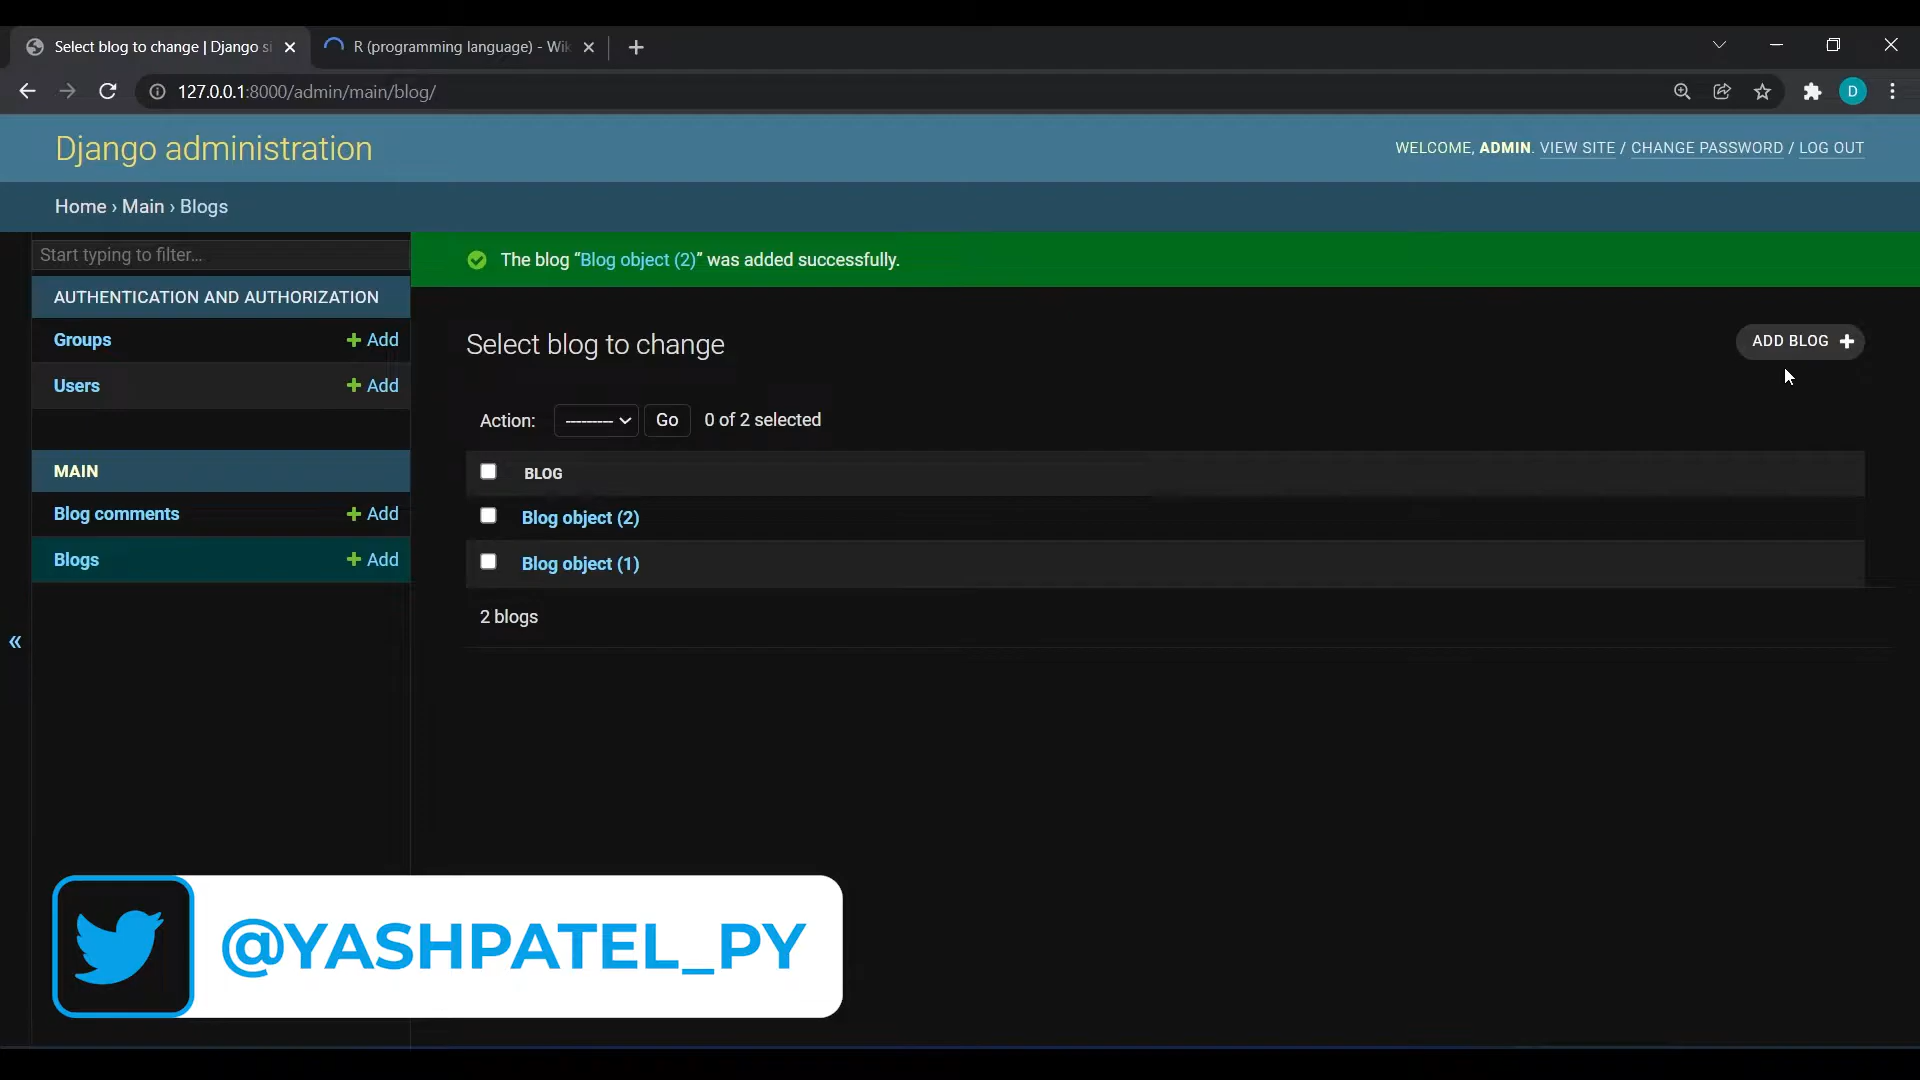 Select blog to change | Django si
R (programming language) - Wik
127.0.0.1:8000/admin/main/blog/
D
Django administration
WELCOME, ADMIN. VIEW SITE / CHANGE PASSWORD / LOG OUT
Home › Main › Blogs
Start typing to filter...
The blog “Blog object (2)” was added successfully.
AUTHENTICATION AND AUTHORIZATION
Groups + Add
Users + Add
MAIN
Blog comments + Add
Blogs + Add
«
Select blog to change
ADD BLOG +
Action: --------- Go 0 of 2 selected
BLOG
Blog object (2)
Blog object (1)
2 blogs
@YASHPATEL_PY